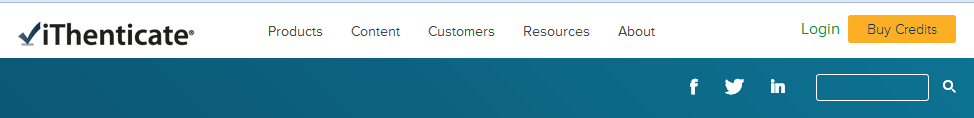 iThenticate®
Products Content Customers Resources About Login Buy Credits